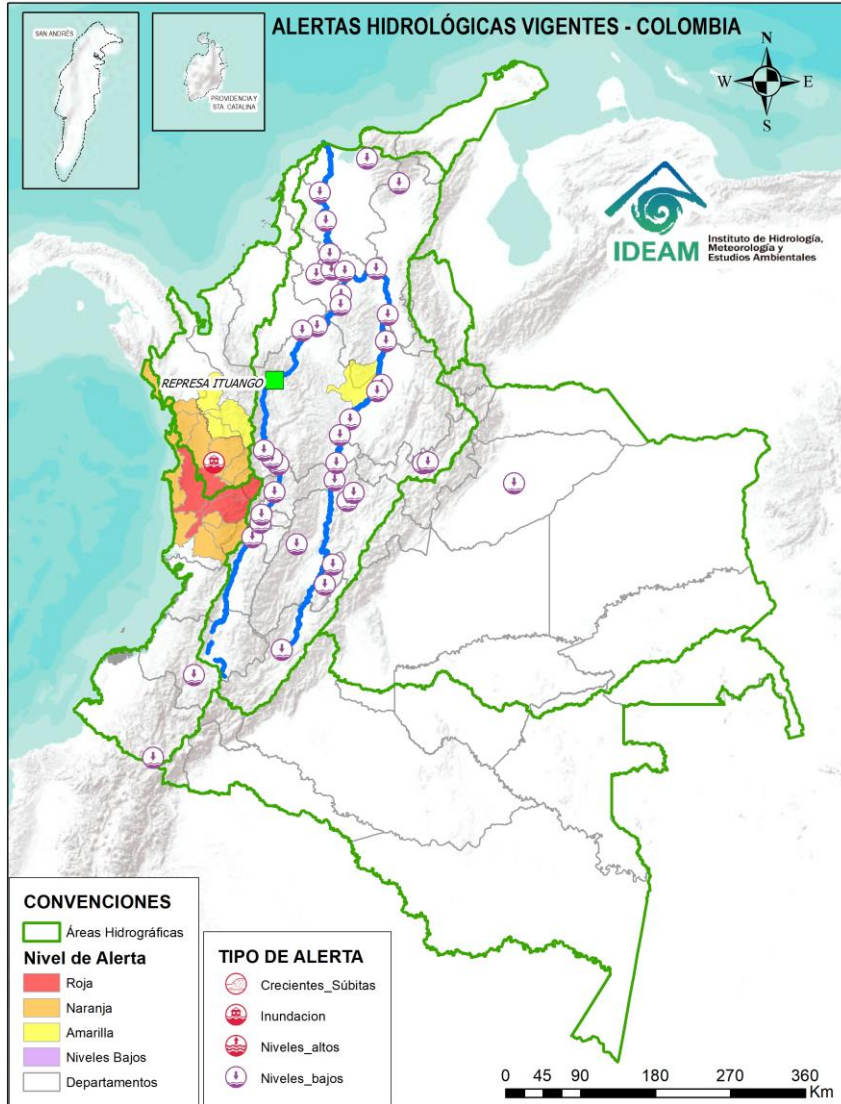 ALERTAS HIDROLÓGICAS VIGENTES - COLOMBIA
SAN ANDRÉS
PROVIDENCIA Y
STA. CATALINA
N
W
E
S
IDEAM
Instituto de Hidrología,
Meteorología y
Estudios Ambientales
REPRESA ITUANGO
CONVENCIONES
Áreas Hidrográficas
Nivel de Alerta
Roja
Naranja
Amarilla
Niveles Bajos
Departamentos
TIPO DE ALERTA
Crecientes_Súbitas
Inundacion
Niveles_altos
Niveles_bajos
0 45 90 180 270 360
Km